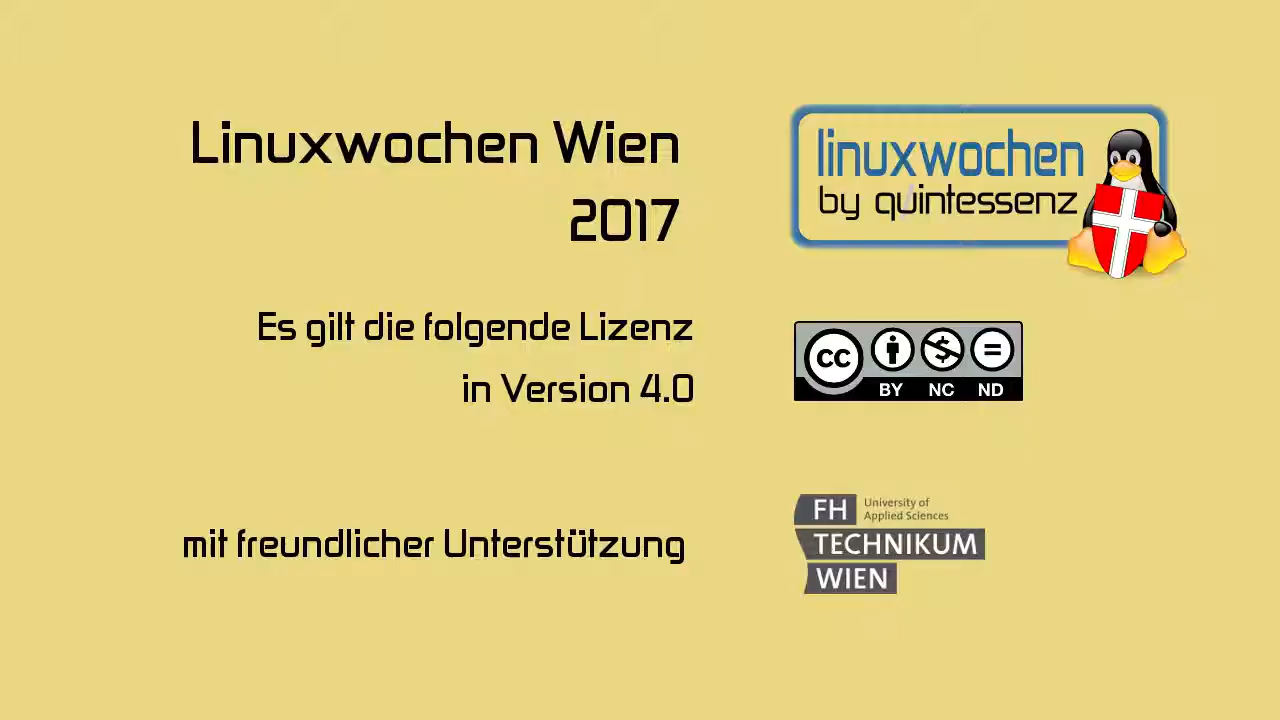 Linuxwochen Wien
2017
linuxwochen
by quintessenz
Es gilt die folgende Lizenz
in Version 4.0
cc
BY NC ND
mit freundlicher Unterstützung
FH University of
Applied Sciences
TECHNIKUM
WIEN